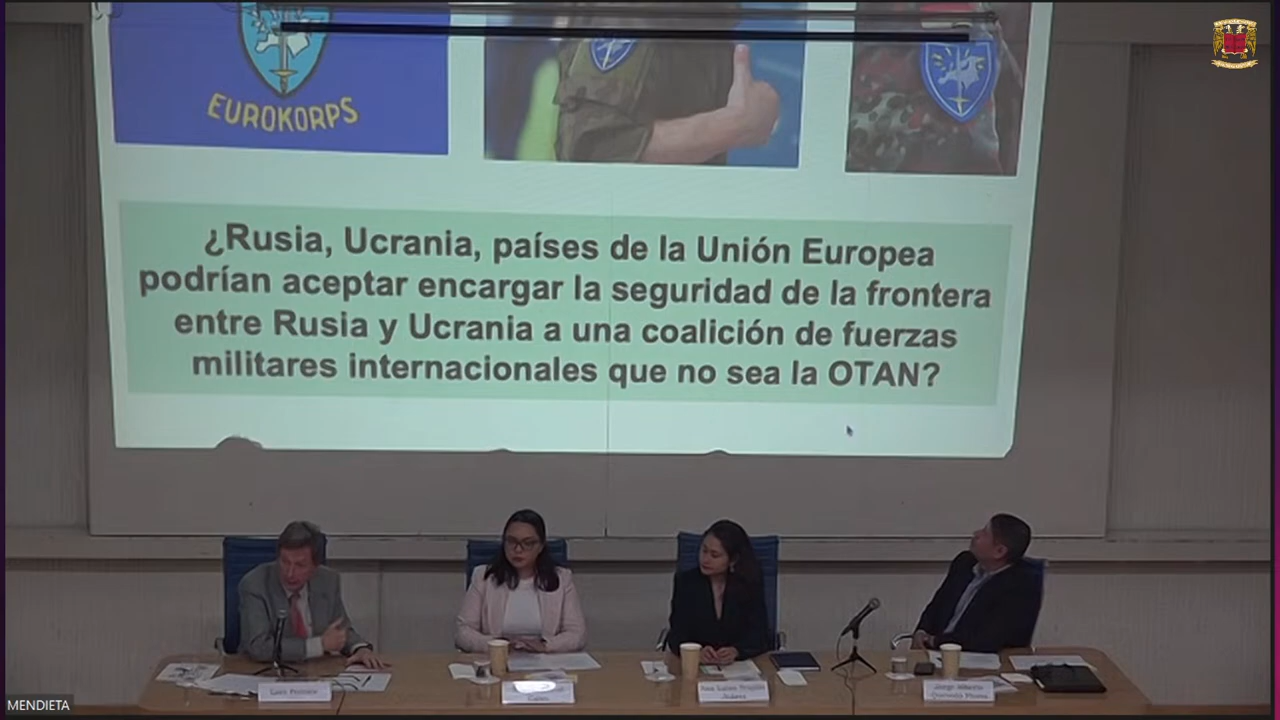 EUROKORPS
¿Rusia, Ucrania, países de la Unión Europea
podrían aceptar encargar la seguridad de la frontera
entre Rusia y Ucrania a una coalición de fuerzas
militares internacionales que no sea la OTAN?
Juárez
MENDIETA